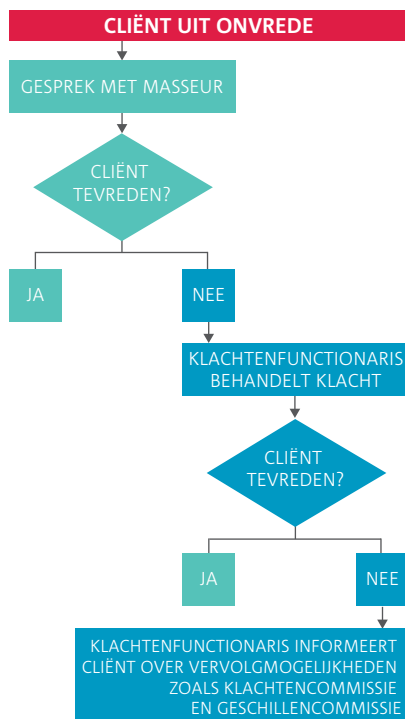 CLIËNT UIT ONVREDE
GESPREK MET MASSEUR
CLIËNT
TEVREDEN?
JA
NEE
KLACHTENFUNCTIONARIS
BEHANDELT KLACHT
CLIËNT
TEVREDEN?
JA
NEE
KLACHTENFUNCTIONARIS INFORMEERT
CLIËNT OVER VERVOLGMOGELIJKHEDEN
ZOALS KLACHTENCOMMISSIE
EN GESCHILLENCOMMISSIE